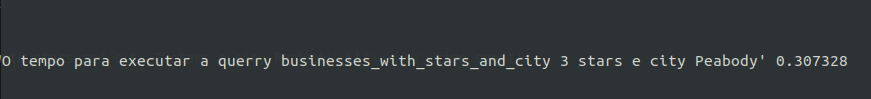 'O tempo para executar a querry businesses_with_stars_and_city 3 stars e city Peabody' 0.307328